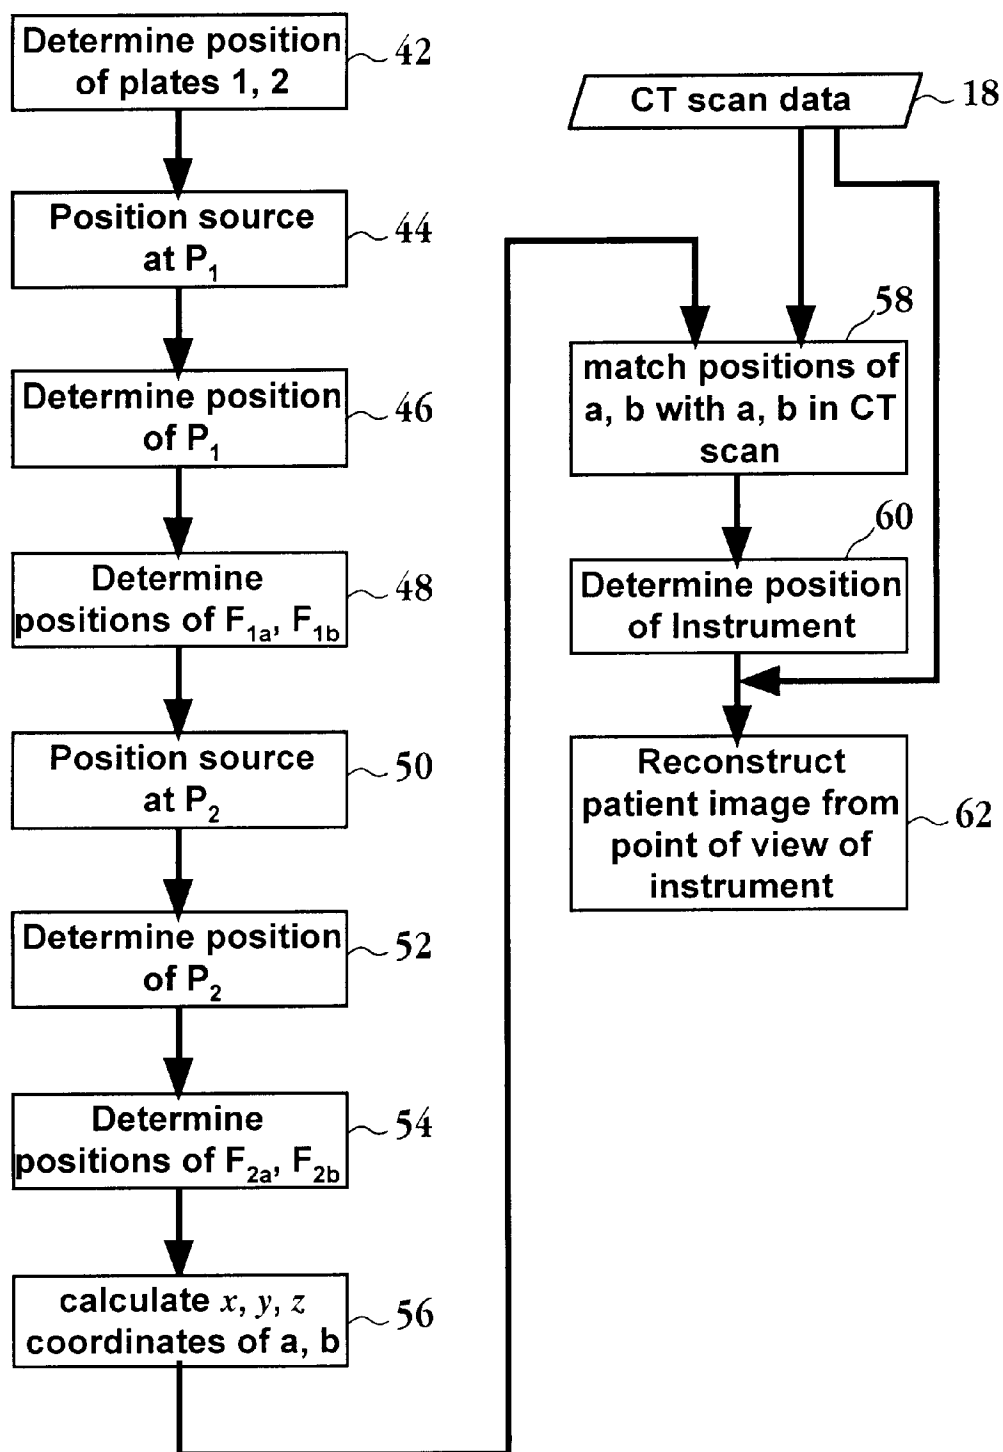 Determine position
of plates 1, 2
42
Position source
at P₁
44
Determine position
of P₁
46
Determine
positions of F₁ₐ, F₁b
48
Position source
at P₂
50
Determine position
of P₂
52
Determine
positions of F₂ₐ, F₂b
54
calculate x, y, z
coordinates of a, b
56
CT scan data
18
match positions of
a, b with a, b in CT
scan
58
Determine position
of Instrument
60
Reconstruct
patient image from
point of view of
instrument
62